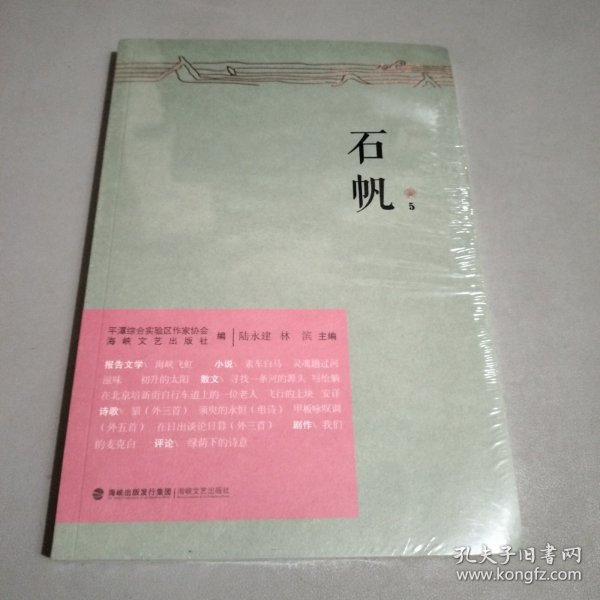 石
帆
5
平潭综合实验区作家协会
海峡文艺出版社 编 陆永建 林滨 主编
报告文学\ 海峡飞虹 小说\ 素车白马 灵魂趟过河
滋味 初升的太阳 散文\ 寻找一条河的源头 写给躺
在北京培新街自行车道上的一位老人 飞行的土块 安详
诗歌\ 猫（外三首） 须臾的永恒（组诗） 甲板咏叹调
（外五首） 在日出谈论日暮（外三首） 剧作\ 我们
的麦克白 评论\ 绿荫下的诗意
海峡出版发行集团 海峡文艺出版社
孔夫子旧书网
www.kongfz.com